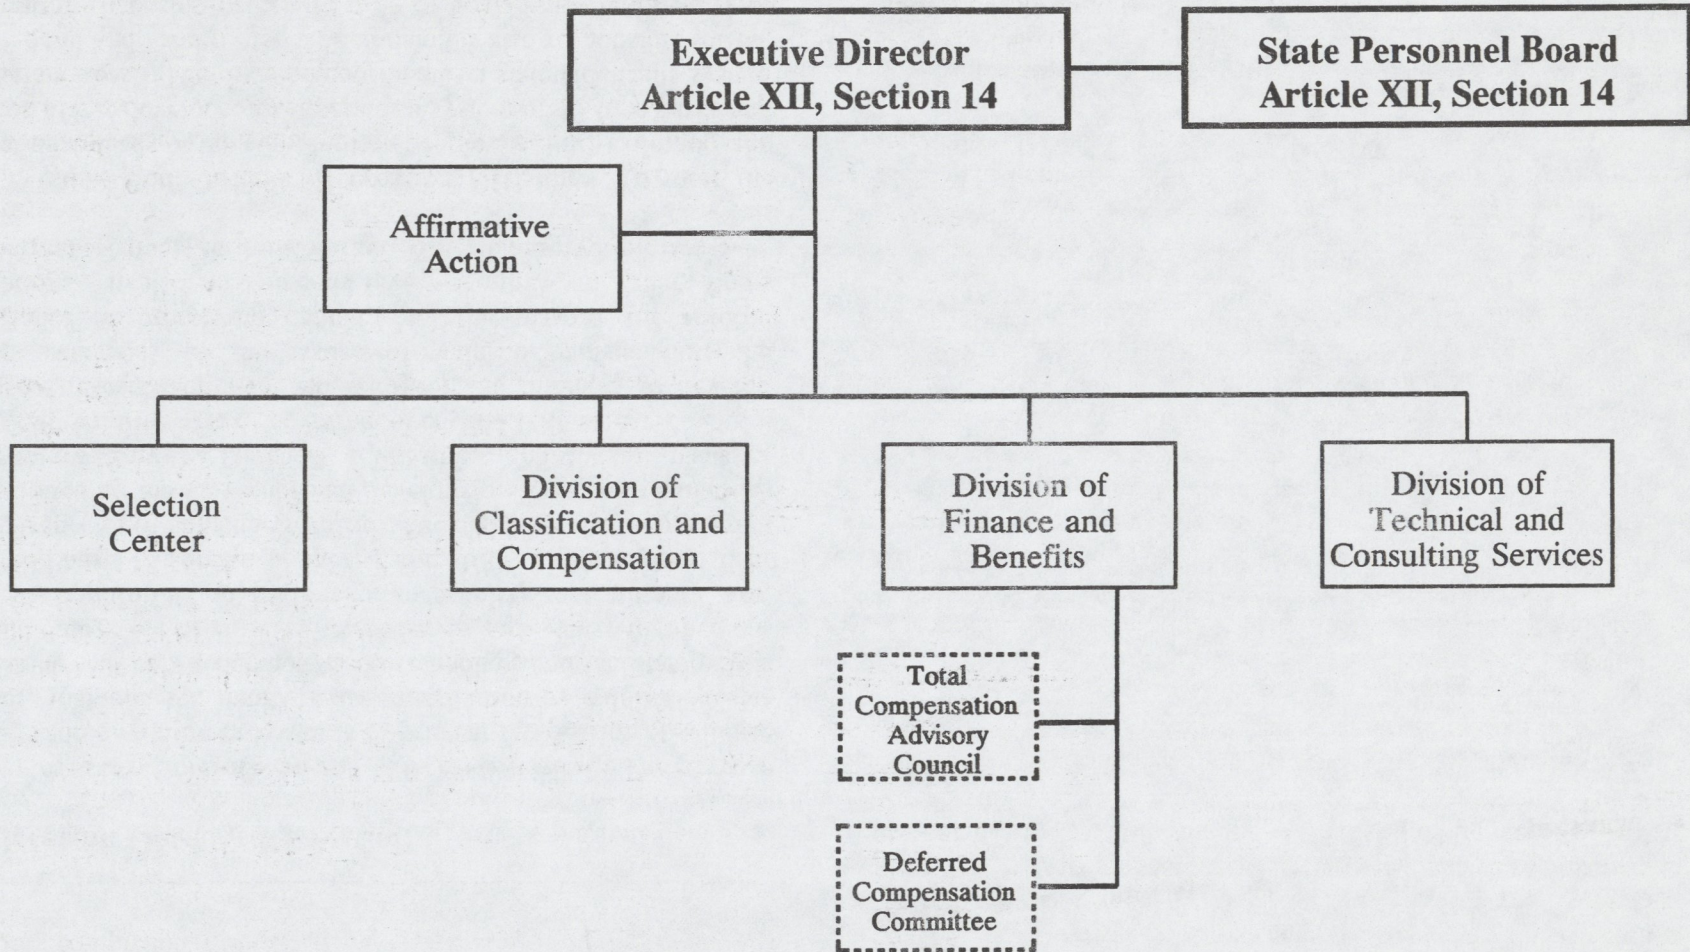 Executive Director
Article XII, Section 14
State Personnel Board
Article XII, Section 14
Affirmative
Action
Selection
Center
Division of
Classification and
Compensation
Division of
Finance and
Benefits
Division of
Technical and
Consulting Services
Total
Compensation
Advisory
Council
Deferred
Compensation
Committee